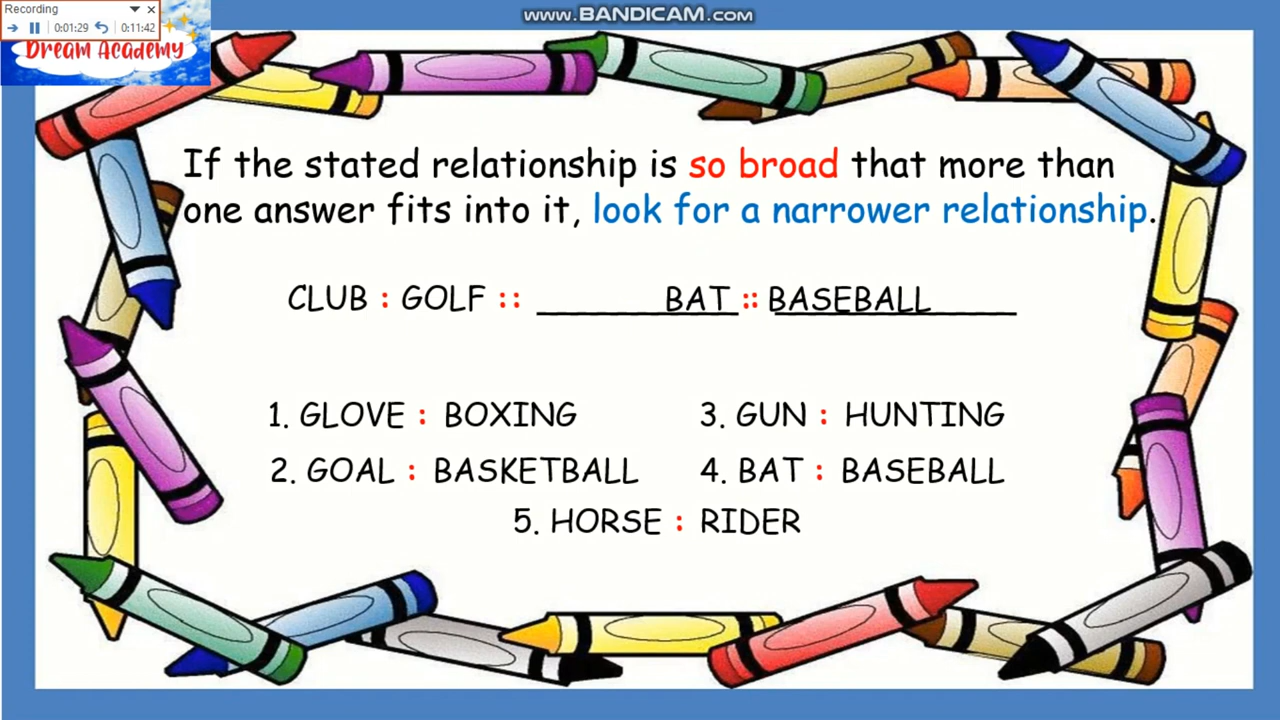 Recording
0:01:29 0:11:42
www.BANDICAM.com
Dream Academy
If the stated relationship is so broad that more than
one answer fits into it, look for a narrower relationship.
CLUB : GOLF :: ____________ BAT :: BASEBALL
1. GLOVE : BOXING
3. GUN : HUNTING
2. GOAL : BASKETBALL
4. BAT : BASEBALL
5. HORSE : RIDER